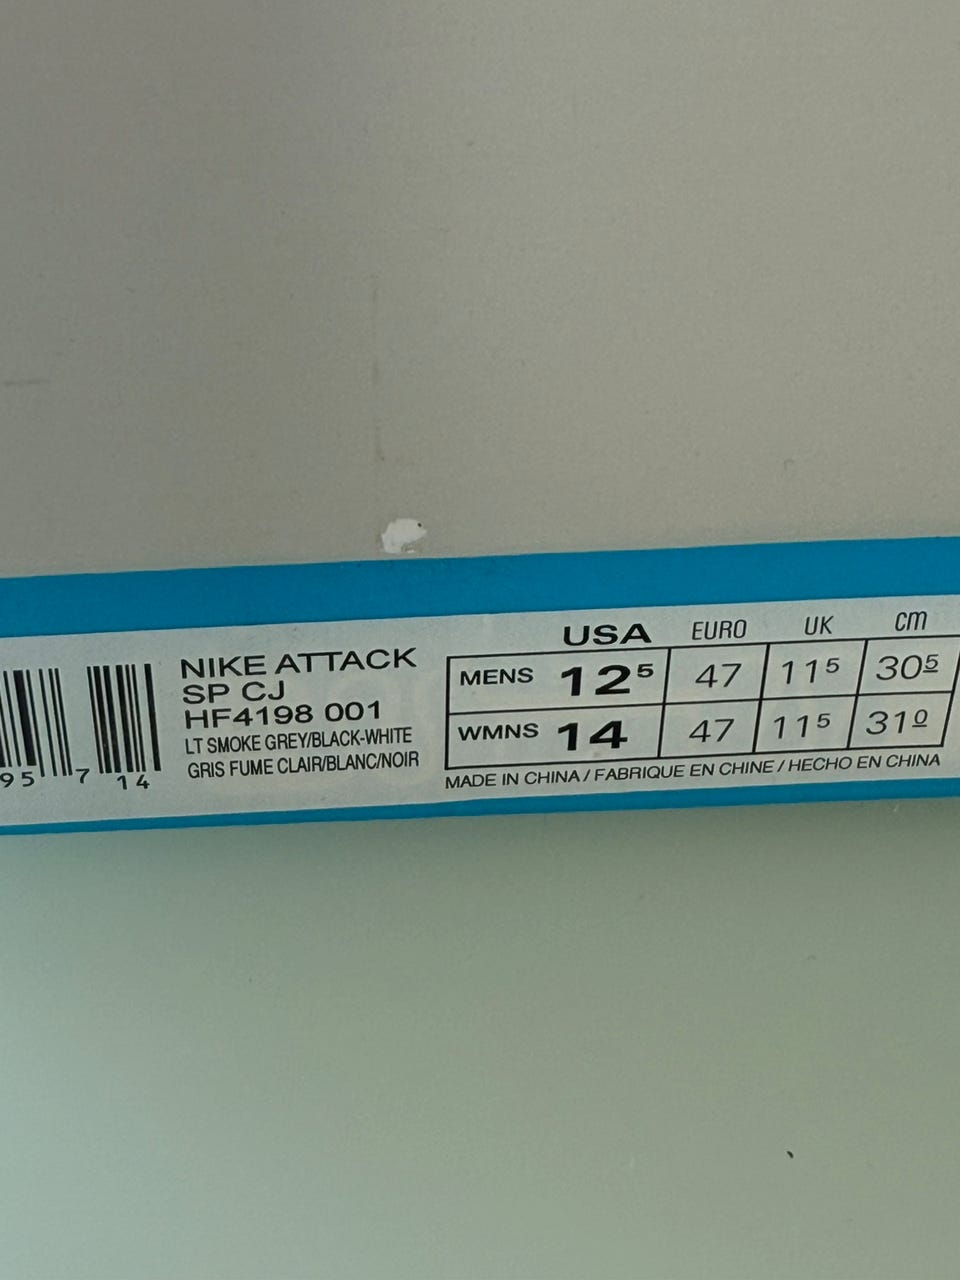 USA EURO UK cm
NIKE ATTACK
SP CJ
HF4198 001
LT SMOKE GREY/BLACK-WHITE
GRIS FUME CLAIR/BLANC/NOIR
MENS 12⁵ 47 11⁵ 30⁵
WMNS 14 47 11⁵ 31⁰
MADE IN CHINA / FABRIQUE EN CHINE / HECHO EN CHINA
95 7 14